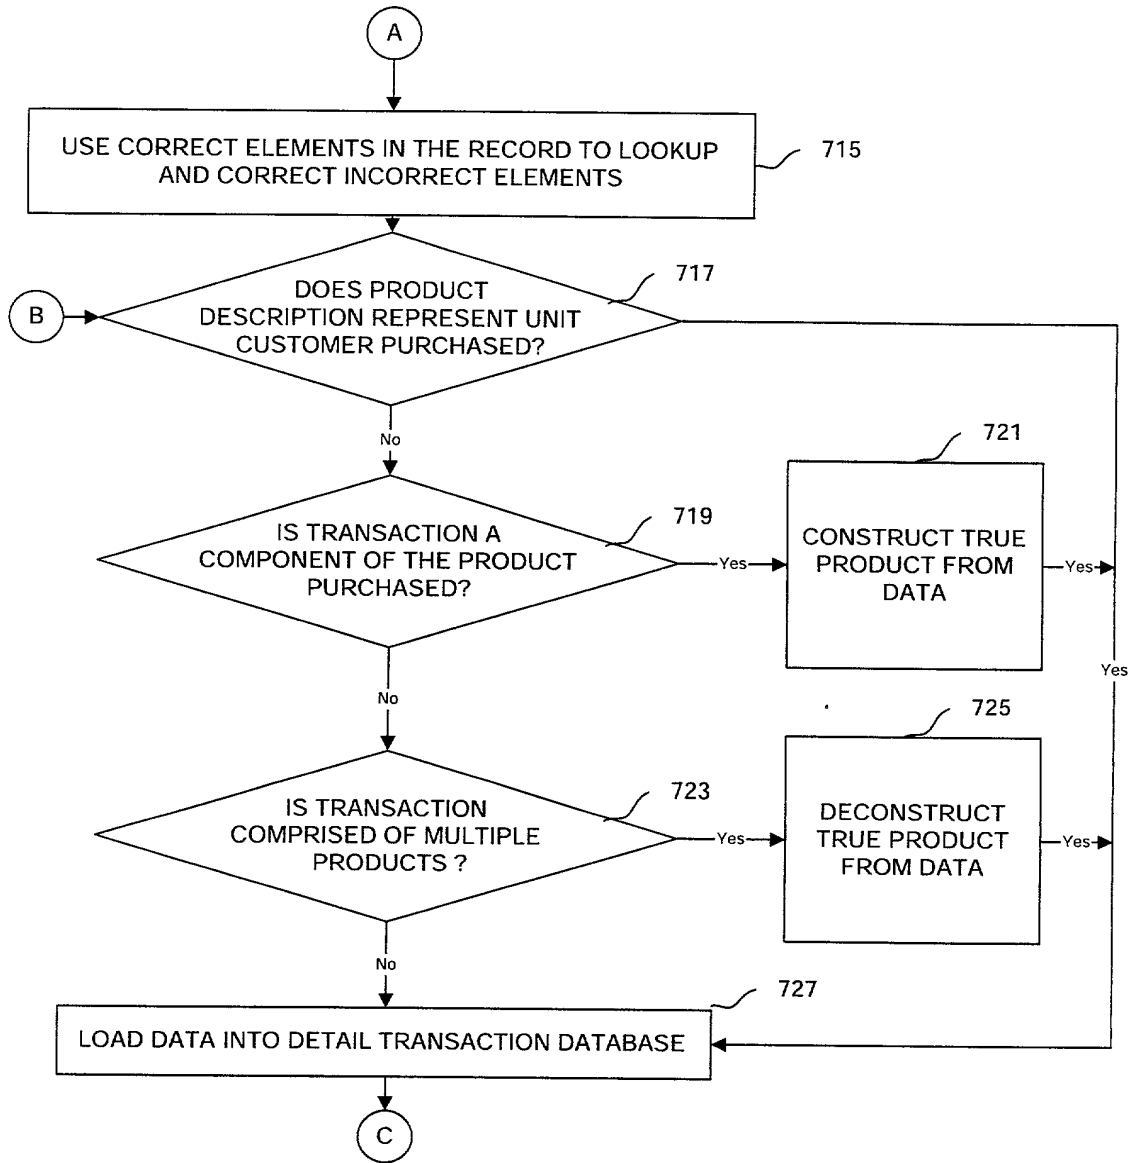 A
USE CORRECT ELEMENTS IN THE RECORD TO LOOKUP
AND CORRECT INCORRECT ELEMENTS
715
DOES PRODUCT
DESCRIPTION REPRESENT UNIT
CUSTOMER PURCHASED?
717
B
No
721
IS TRANSACTION A
COMPONENT OF THE PRODUCT
PURCHASED?
719
Yes
CONSTRUCT TRUE
PRODUCT FROM
DATA
Yes
Yes
No
725
IS TRANSACTION
COMPRISED OF MULTIPLE
PRODUCTS ?
723
Yes
DECONSTRUCT
TRUE PRODUCT
FROM DATA
Yes
No
727
LOAD DATA INTO DETAIL TRANSACTION DATABASE
C